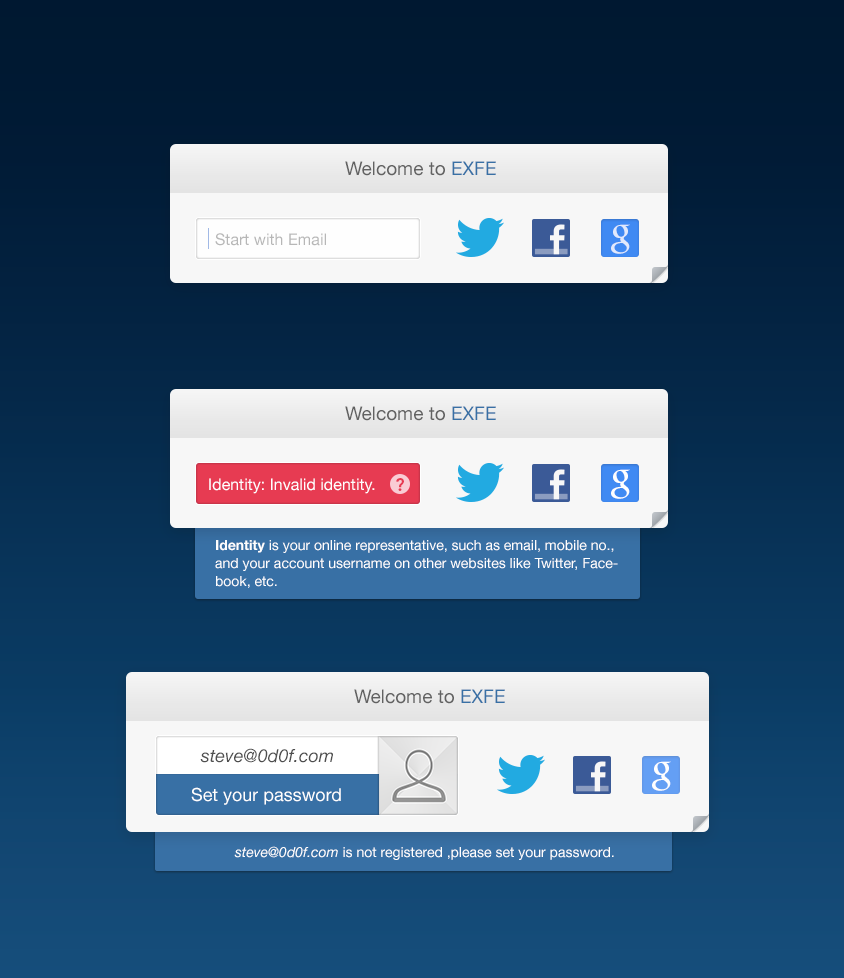 Welcome to EXFE
Start with Email
f
g
Welcome to EXFE
Identity: Invalid identity. ?
f
g
Identity is your online representative, such as email, mobile no.,
and your account username on other websites like Twitter, Face-
book, etc.
Welcome to EXFE
steve@0d0f.com
Set your password
f
g
steve@0d0f.com is not registered ,please set your password.